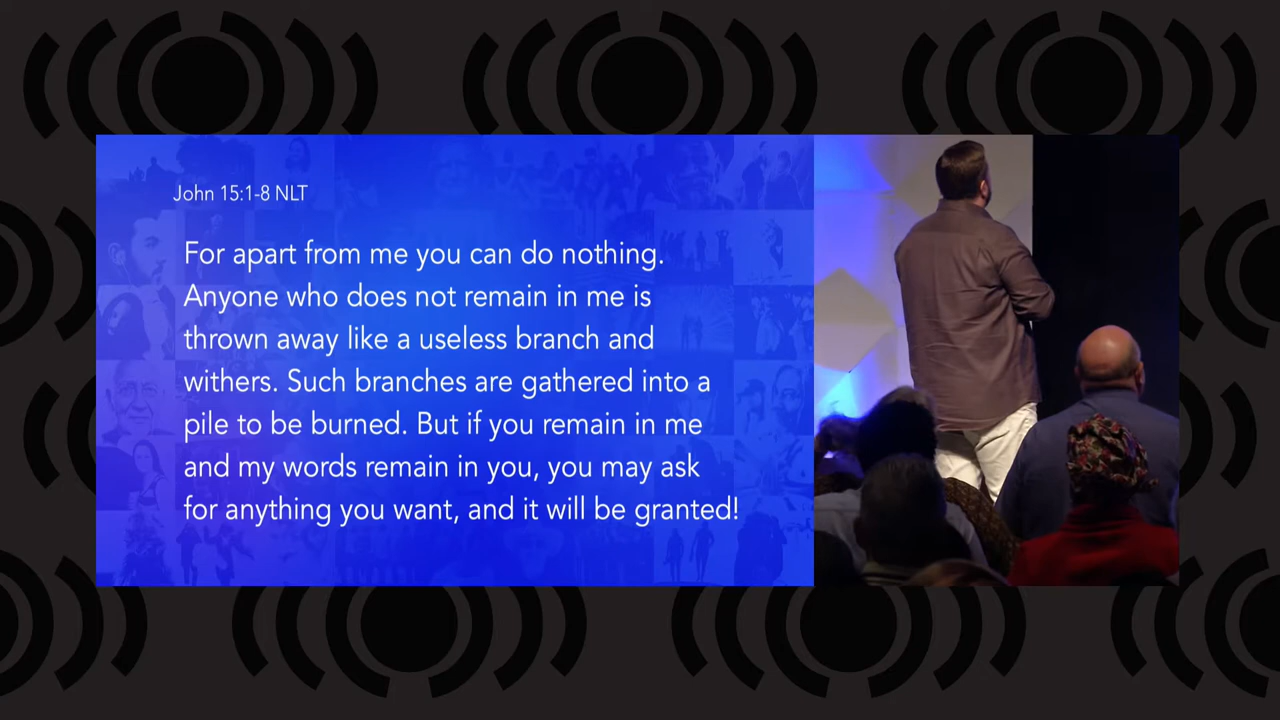 John 15:1-8 NLT
For apart from me you can do nothing.
Anyone who does not remain in me is
thrown away like a useless branch and
withers. Such branches are gathered into a
pile to be burned. But if you remain in me
and my words remain in you, you may ask
for anything you want, and it will be granted!